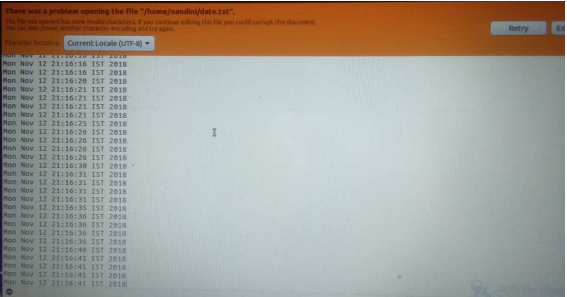 There was a problem opening the file "/home/nandini/date.txt".
The file you opened has some invalid characters. If you continue editing this file you could corrupt this document.
You can also choose another character encoding and try again.
Retry
Character Encoding: Current Locale (UTF-8)
Mon Nov 12 21:16:16 IST 2018
Mon Nov 12 21:16:16 IST 2018
Mon Nov 12 21:16:16 IST 2018
Mon Nov 12 21:16:20 IST 2018
Mon Nov 12 21:16:21 IST 2018
Mon Nov 12 21:16:21 IST 2018
Mon Nov 12 21:16:21 IST 2018
Mon Nov 12 21:16:21 IST 2018
Mon Nov 12 21:16:25 IST 2018
Mon Nov 12 21:16:26 IST 2018
Mon Nov 12 21:16:26 IST 2018
Mon Nov 12 21:16:26 IST 2018
Mon Nov 12 21:16:26 IST 2018
Mon Nov 12 21:16:30 IST 2018
Mon Nov 12 21:16:31 IST 2018
Mon Nov 12 21:16:31 IST 2018
Mon Nov 12 21:16:31 IST 2018
Mon Nov 12 21:16:31 IST 2018
Mon Nov 12 21:16:35 IST 2018
Mon Nov 12 21:16:36 IST 2018
Mon Nov 12 21:16:36 IST 2018
Mon Nov 12 21:16:36 IST 2018
Mon Nov 12 21:16:36 IST 2018
Mon Nov 12 21:16:40 IST 2018
Mon Nov 12 21:16:41 IST 2018
Mon Nov 12 21:16:41 IST 2018
Mon Nov 12 21:16:41 IST 2018
Mon Nov 12 21:16:41 IST 2018
Activate